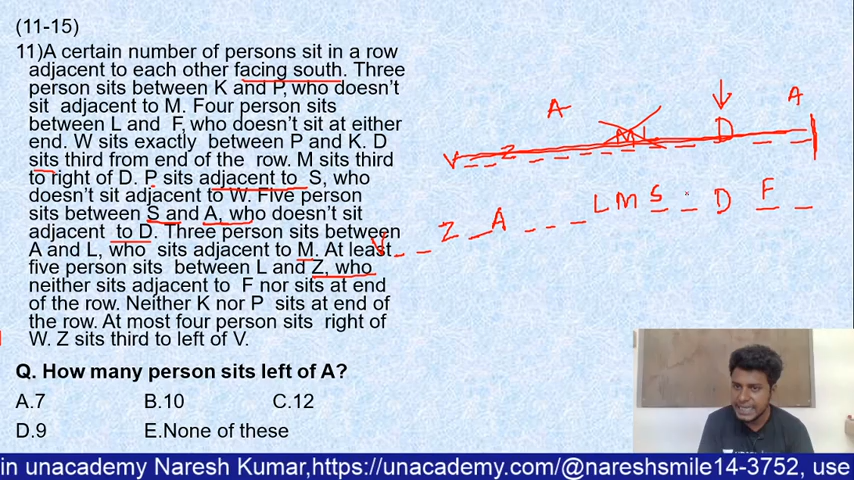 (11-15)
11)A certain number of persons sit in a row
adjacent to each other facing south. Three
person sits between K and P, who doesn't
sit adjacent to M. Four person sits
between L and F, who doesn't sit at either
end. W sits exactly between P and K. D
sits third from end of the row. M sits third
to right of D. P sits adjacent to S, who
doesn't sit adjacent to W. Five person
sits between S and A, who doesn't sit
adjacent to D. Three person sits between
A and L, who sits adjacent to M. At least
five person sits between L and Z, who
neither sits adjacent to F nor sits at end
of the row. Neither K nor P sits at end of
the row. At most four person sits right of
W. Z sits third to left of V.
Q. How many person sits left of A?
A.7 B.10 C.12
D.9 E.None of these
A A
V Z M L D
V Z A L M S D F
in unacademy Naresh Kumar,https://unacademy.com/@nareshsmile14-3752, use